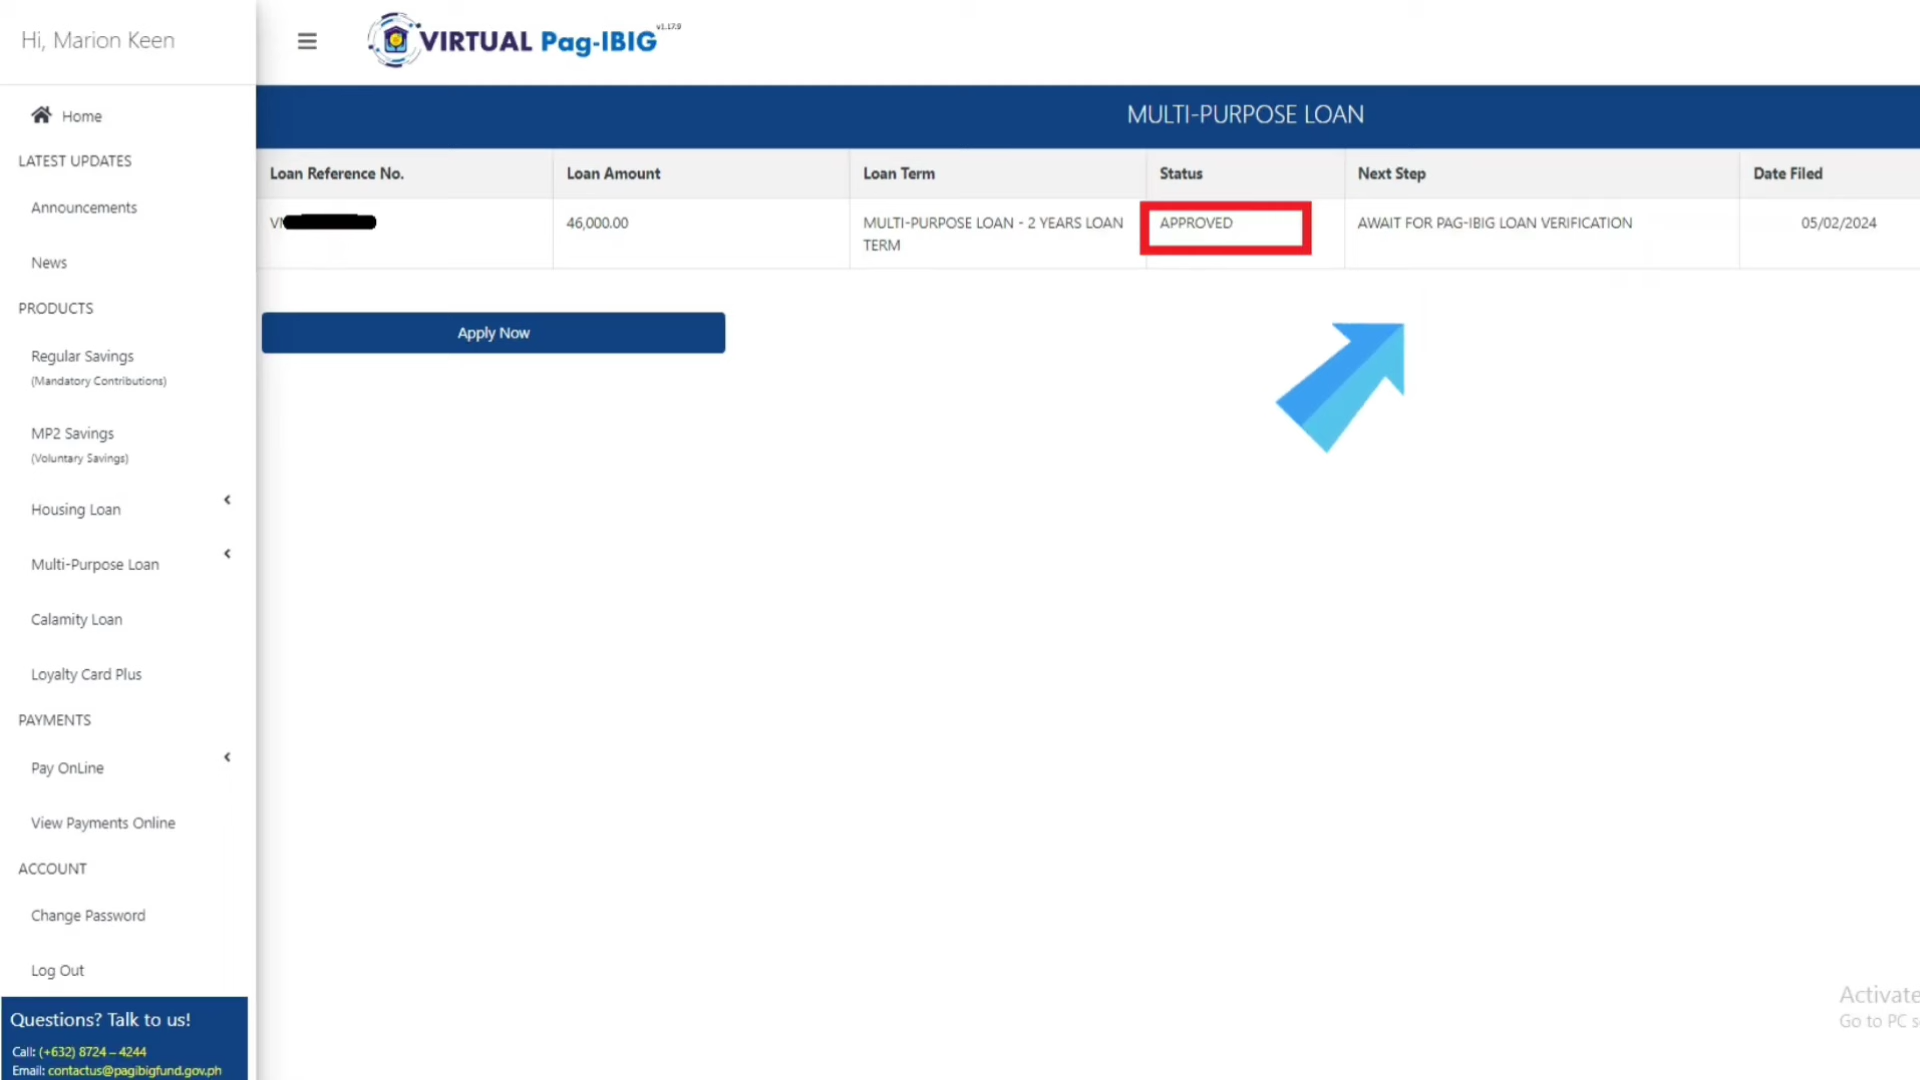 Hi, Marion Keen
VIRTUAL Pag-IBIG
v1.17.9
Home
LATEST UPDATES
Announcements
News
PRODUCTS
Regular Savings
(Mandatory Contributions)
MP2 Savings
(Voluntary Savings)
Housing Loan
Multi-Purpose Loan
Calamity Loan
Loyalty Card Plus
PAYMENTS
Pay OnLine
View Payments Online
ACCOUNT
Change Password
Log Out
Questions? Talk to us!
Call: (+632) 8724 – 4244
Email: contactus@pagibigfund.gov.ph
MULTI-PURPOSE LOAN
Loan Reference No. Loan Amount Loan Term Status Next Step Date Filed
46,000.00 MULTI-PURPOSE LOAN - 2 YEARS LOAN APPROVED AWAIT FOR PAG-IBIG LOAN VERIFICATION 05/02/2024
TERM
Apply Now
Activate
Go to PC